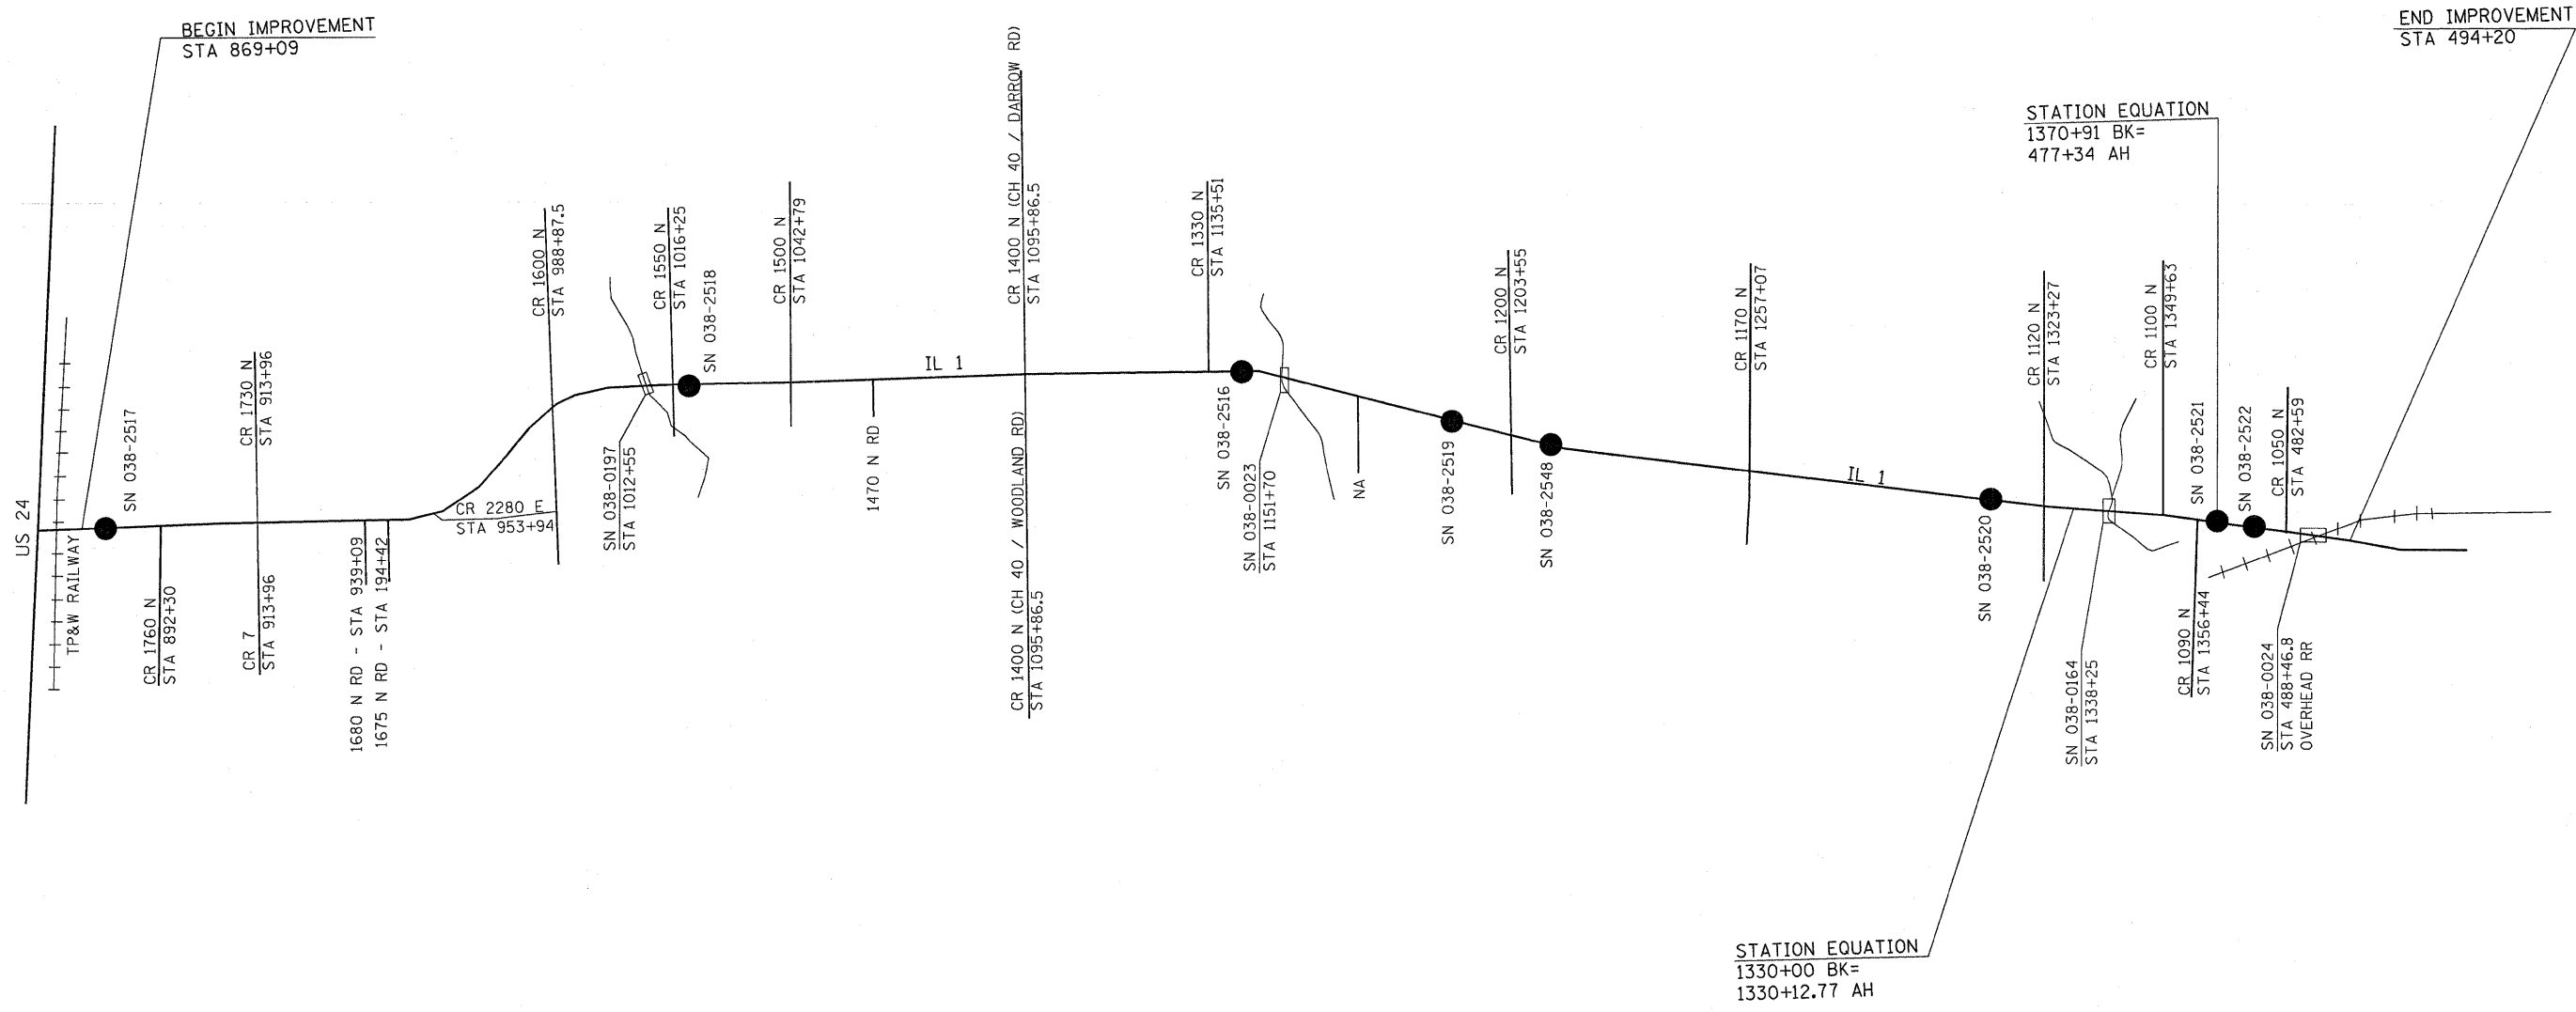 BEGIN IMPROVEMENT
STA 869+09
END IMPROVEMENT
STA 494+20
STATION EQUATION
1370+91 BK=
477+34 AH
US 24
TP&W RAILWAY
SN 038-2517
CR 1760 N
STA 892+30
CR 1730 N
STA 913+96
CR 7
STA 913+96
1680 N RD - STA 939+09
1675 N RD - STA 194+42
CR 2280 E
STA 953+94
CR 1600 N
STA 988+87.5
SN 038-0197
STA 1012+55
CR 1550 N
STA 1016+25
SN 038-2518
CR 1500 N
STA 1042+79
1470 N RD
IL 1
CR 1400 N (CH 40 / DARROW RD)
STA 1095+86.5
CR 1400 N (CH 40 / WOODLAND RD)
STA 1095+86.5
CR 1330 N
STA 1135+51
SN 038-2516
SN 038-0023
STA 1151+70
NA
SN 038-2519
CR 1200 N
STA 1203+55
SN 038-2548
CR 1170 N
STA 1257+07
IL 1
SN 038-2520
CR 1120 N
STA 1323+27
SN 038-0164
STA 1338+25
CR 1100 N
STA 1349+63
CR 1090 N
STA 1356+44
SN 038-2521
SN 038-2522
CR 1050 N
STA 482+59
SN 038-0024
STA 488+46.8
OVERHEAD RR
STATION EQUATION
1330+00 BK=
1330+12.77 AH